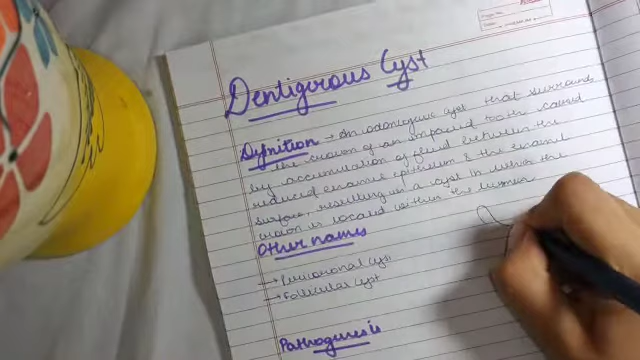 Dentigerous Cyst
Definition → An odontogenic cyst that surrounds
the crown of an impacted tooth caused
by accumulation of fluid between the
reduced enamel epithelium & the enamel
surface, resulting in a cyst in which the
crown is located within the lumen
Other names
→ Pericoronal cyst
→ Follicular cyst
Pathogenesis